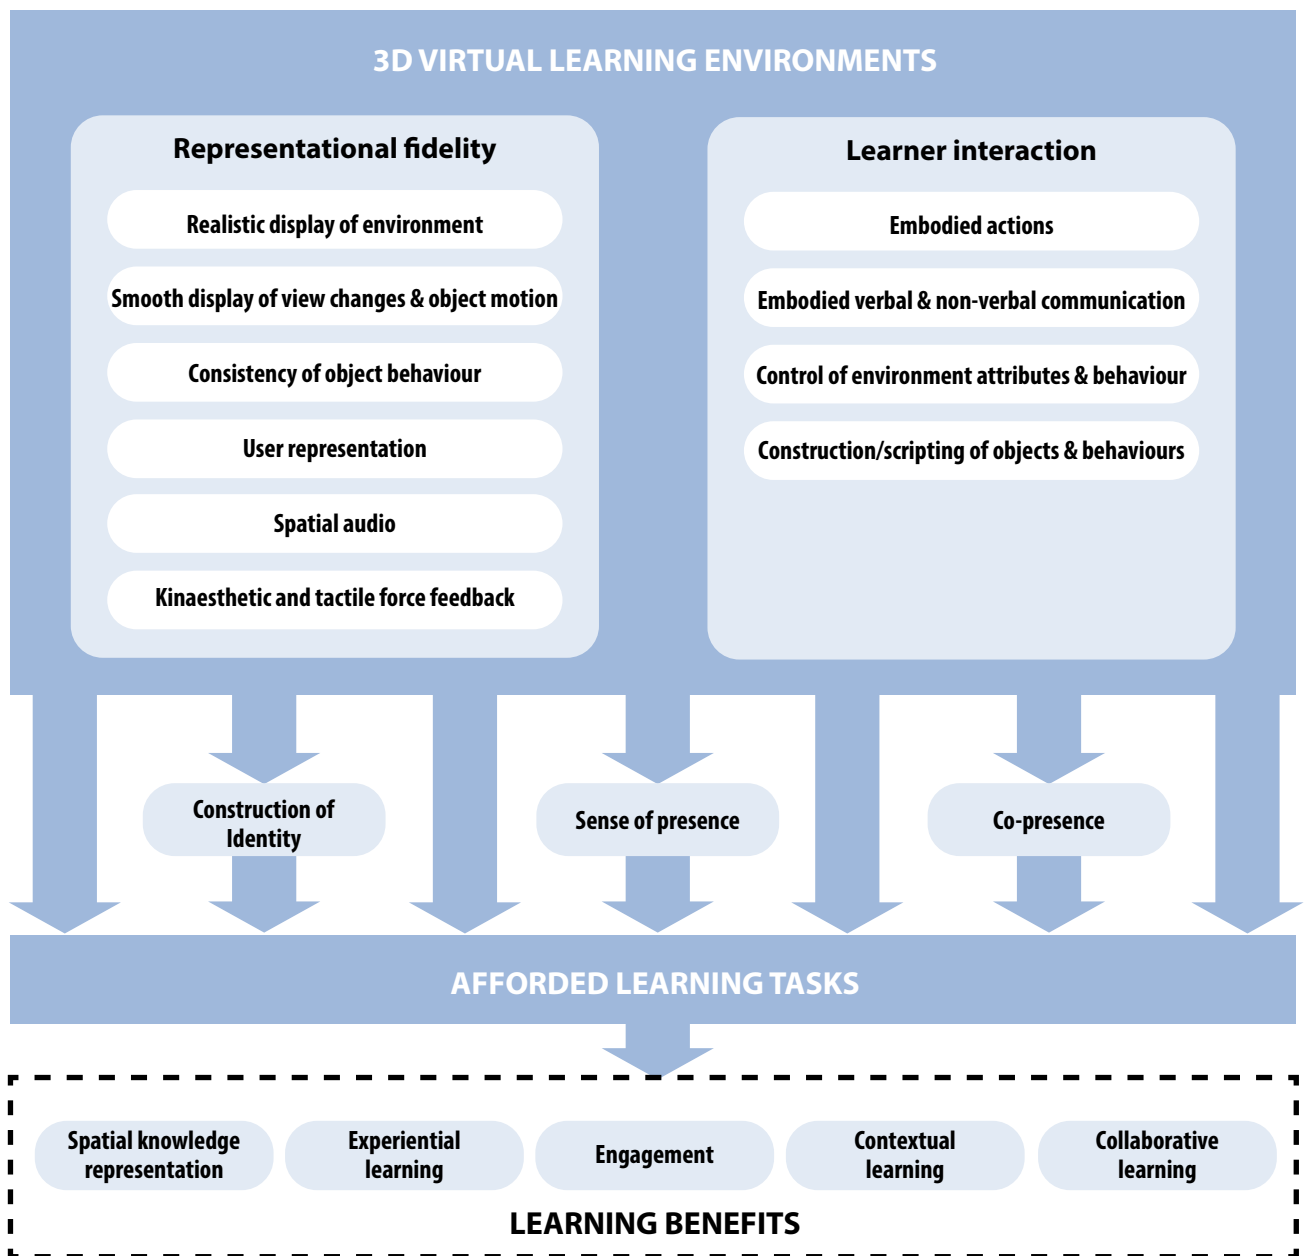 3D VIRTUAL LEARNING ENVIRONMENTS
Representational fidelity
Realistic display of environment
Smooth display of view changes & object motion
Consistency of object behaviour
User representation
Spatial audio
Kinaesthetic and tactile force feedback
Learner interaction
Embodied actions
Embodied verbal & non-verbal communication
Control of environment attributes & behaviour
Construction/scripting of objects & behaviours
Construction of
Identity
Sense of presence
Co-presence
AFFORDED LEARNING TASKS
Spatial knowledge
representation
Experiential
learning
Engagement
Contextual
learning
Collaborative
learning
LEARNING BENEFITS